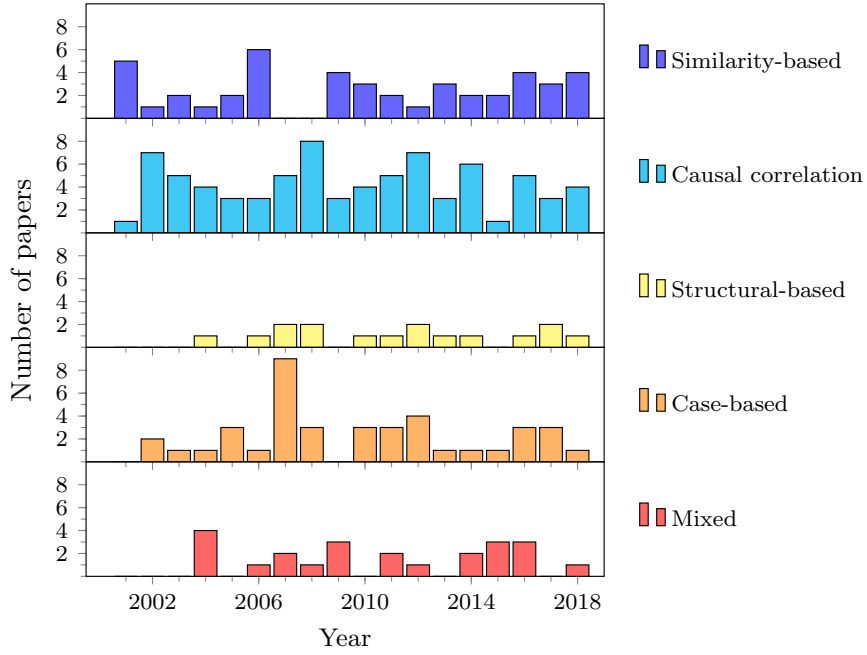 8
6
4
2
Similarity-based
8
6
4
2
Causal correlation
8
6
4
2
Structural-based
8
6
4
2
Case-based
8
6
4
2
Mixed
Number of papers
2002 2006 2010 2014 2018
Year